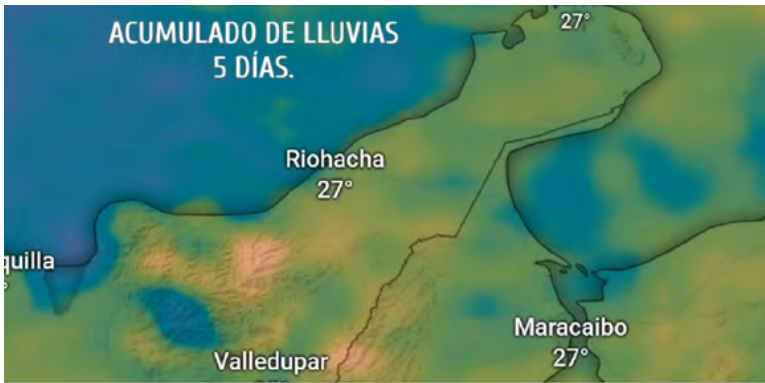 27°
ACUMULADO DE LLUVIAS
5 DÍAS.
Riohacha
27°
quilla
Maracaibo
27°
Valledupar